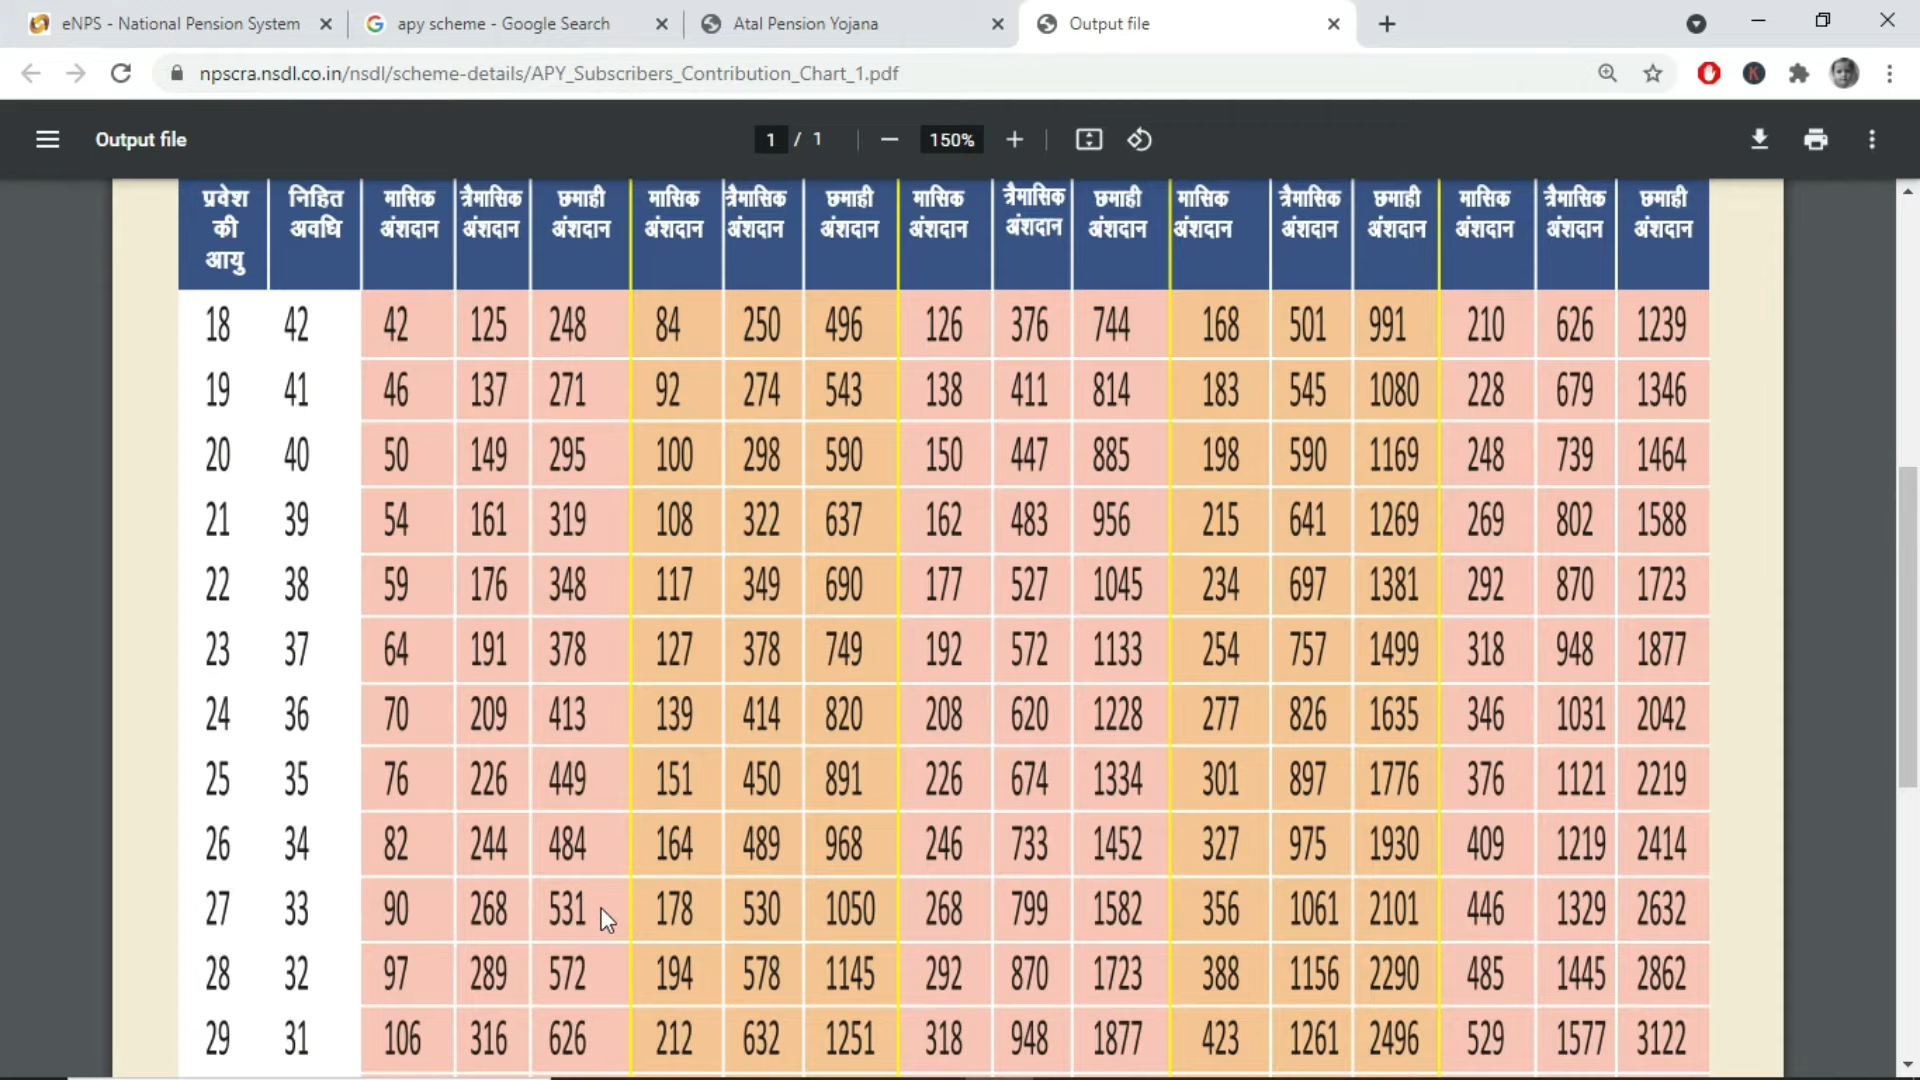 eNPS - National Pension System
apy scheme - Google Search
Atal Pension Yojana
Output file
npscra.nsdl.co.in/nsdl/scheme-details/APY_Subscribers_Contribution_Chart_1.pdf
K
Output file
1 / 1
150%
प्रवेश की आयु निहित अवधि मासिक अंशदान त्रैमासिक अंशदान छमाही अंशदान मासिक अंशदान त्रैमासिक अंशदान छमाही अंशदान मासिक अंशदान त्रैमासिक अंशदान छमाही अंशदान मासिक अंशदान त्रैमासिक अंशदान छमाही अंशदान मासिक अंशदान त्रैमासिक अंशदान छमाही अंशदान
18 42 42 125 248 84 250 496 126 376 744 168 501 991 210 626 1239
19 41 46 137 271 92 274 543 138 411 814 183 545 1080 228 679 1346
20 40 50 149 295 100 298 590 150 447 885 198 590 1169 248 739 1464
21 39 54 161 319 108 322 637 162 483 956 215 641 1269 269 802 1588
22 38 59 176 348 117 349 690 177 527 1045 234 697 1381 292 870 1723
23 37 64 191 378 127 378 749 192 572 1133 254 757 1499 318 948 1877
24 36 70 209 413 139 414 820 208 620 1228 277 826 1635 346 1031 2042
25 35 76 226 449 151 450 891 226 674 1334 301 897 1776 376 1121 2219
26 34 82 244 484 164 489 968 246 733 1452 327 975 1930 409 1219 2414
27 33 90 268 531 178 530 1050 268 799 1582 356 1061 2101 446 1329 2632
28 32 97 289 572 194 578 1145 292 870 1723 388 1156 2290 485 1445 2862
29 31 106 316 626 212 632 1251 318 948 1877 423 1261 2496 529 1577 3122